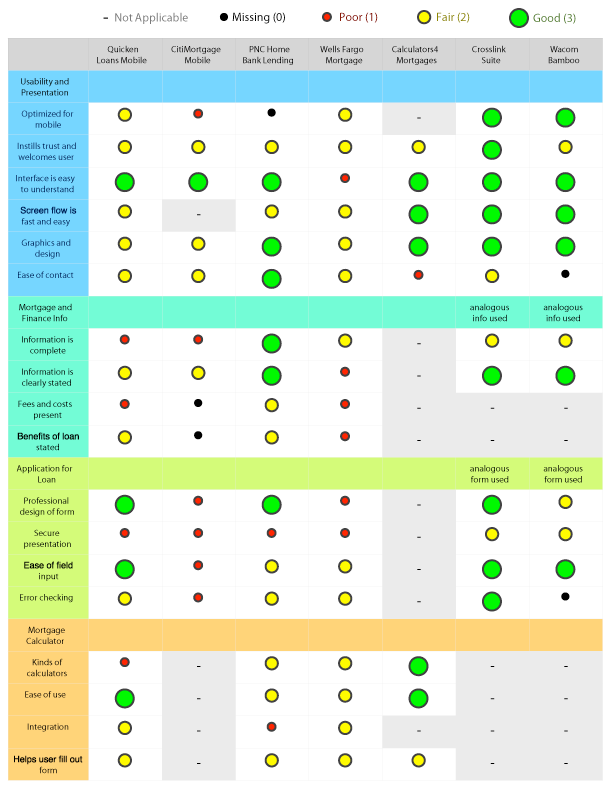 – Not Applicable Missing (0) Poor (1) Fair (2) Good (3)
Quicken CitiMortgage PNC Home Wells Fargo Calculators4 Crosslink Wacom
Loans Mobile Mobile Bank Lending Mortgage Mortgages Suite Bamboo
Usability and
Presentation
Optimized for
mobile -
Instills trust and
welcomes user
Interface is easy
to understand
Screen flow is
fast and easy -
Graphics and
design
Ease of contact
Mortgage and analogous analogous
Finance Info info used info used
Information is
complete -
Information is
clearly stated -
Fees and costs
present - - -
Benefits of loan
stated - - -
Application for analogous analogous
Loan form used form used
Professional
design of form -
Secure
presentation -
Ease of field
input -
Error checking -
Mortgage
Calculator
Kinds of
calculators - - -
Ease of use - - -
Integration - - - -
Helps user fill out
form - - -